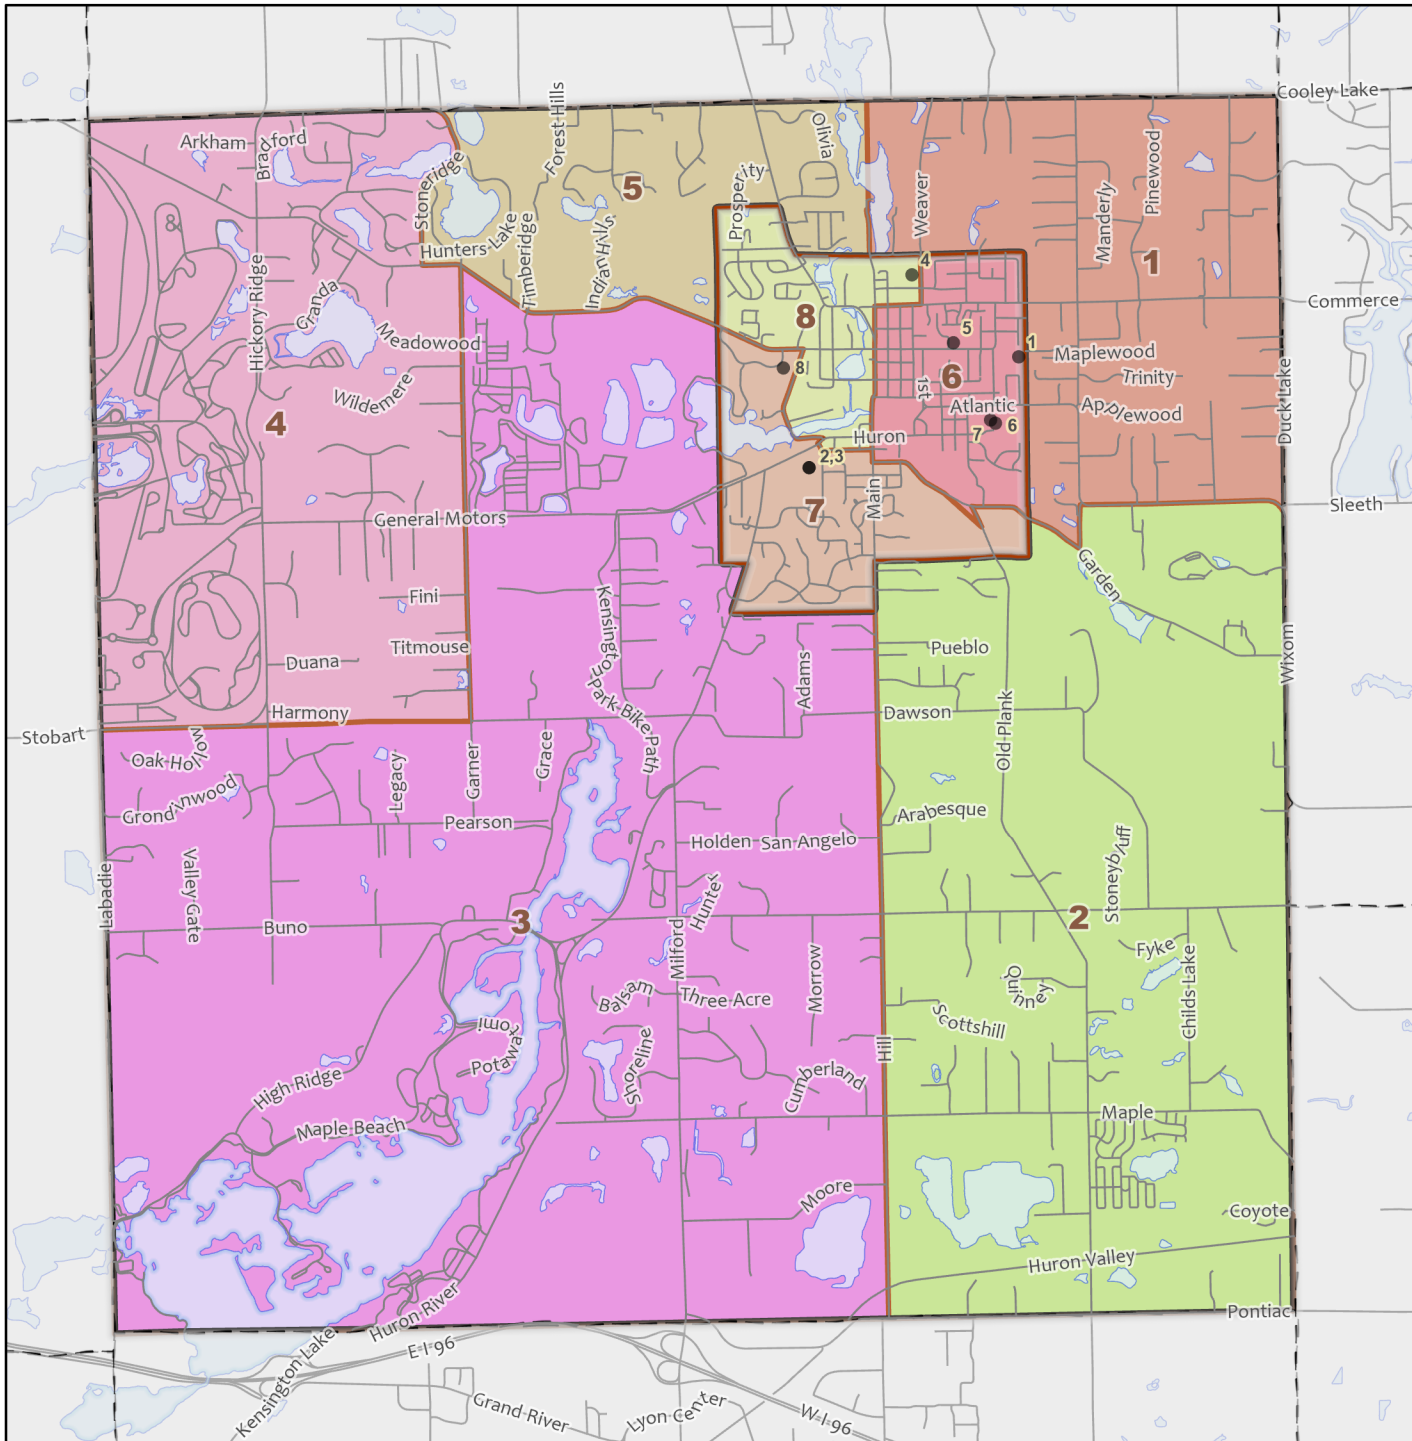 Cooley Lake
Arkham
Bradford
Forest Hills
Olivia
Pinewood
Stoneridge
5
Prosperity
Weaver
Manderly
Hunters Lake
Timberidge
Indian Hills
4
1
Hickory Ridge
Granda
Commerce
8
5
Meadowood
1
Maplewood
8
6
Trinity
Wildemere
1st
Atlantic
Applewood
Duck Lake
4
Huron
7
6
2,3
Main
Sleeth
General Motors
7
Garden
Fini
Kensington
Titmouse
Pueblo
Wixom
Duana
Adams
Park Bike Path
Harmony
Dawson
Old Plank
Stobart
Oak Hollow
Grondinwood
Legacy
Garner
Grace
Arabesque
Pearson
Holden
San Angelo
Stoneybluff
Labadie
Valley Gate
Hunter
Buno
3
2
Milford
Morrow
Fyke
Quinney
Childs Lake
Balsam
Three Acre
Scottshill
Potawatomi
Shoreline
Hill
High Ridge
Cumberland
Maple Beach
Maple
Moore
Coyote
Huron Valley
Huron River
Pontiac
E I 96
Kensington Lake
Grand River
Lyon Center
W I 96